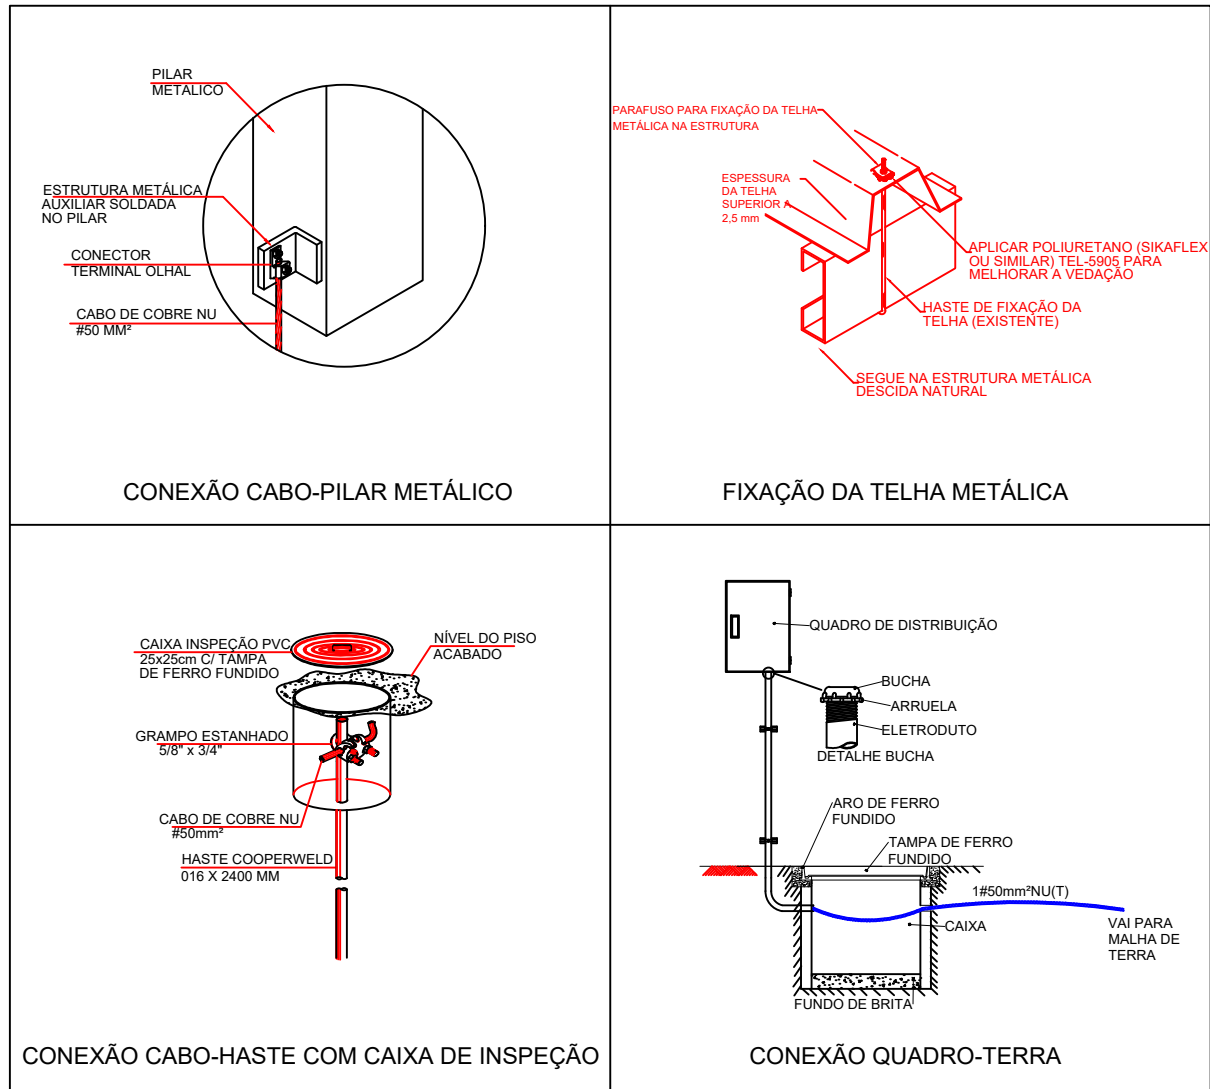 PILAR
METALICO
ESTRUTURA METÁLICA
AUXILIAR SOLDADA
NO PILAR
CONECTOR
TERMINAL OLHAL
CABO DE COBRE NU
#50 MM²
CONEXÃO CABO-PILAR METÁLICO
PARAFUSO PARA FIXAÇÃO DA TELHA
METÁLICA NA ESTRUTURA
ESPESSURA
DA TELHA
SUPERIOR A
2,5 mm
APLICAR POLIURETANO (SIKAFLEX
OU SIMILAR) TEL-5905 PARA
MELHORAR A VEDAÇÃO
HASTE DE FIXAÇÃO DA
TELHA (EXISTENTE)
SEGUE NA ESTRUTURA METÁLICA
DESCIDA NATURAL
FIXAÇÃO DA TELHA METÁLICA
CAIXA INSPEÇÃO PVC
25x25cm C/ TAMPA
DE FERRO FUNDIDO
NÍVEL DO PISO
ACABADO
GRAMPO ESTANHADO
5/8" x 3/4"
CABO DE COBRE NU
#50mm²
HASTE COOPERWELD
016 X 2400 MM
CONEXÃO CABO-HASTE COM CAIXA DE INSPEÇÃO
QUADRO DE DISTRIBUIÇÃO
BUCHA
ARRUELA
ELETRODUTO
DETALHE BUCHA
ARO DE FERRO
FUNDIDO
TAMPA DE FERRO
FUNDIDO
1#50mm²NU(T)
CAIXA
VAI PARA
MALHA DE
TERRA
FUNDO DE BRITA
CONEXÃO QUADRO-TERRA